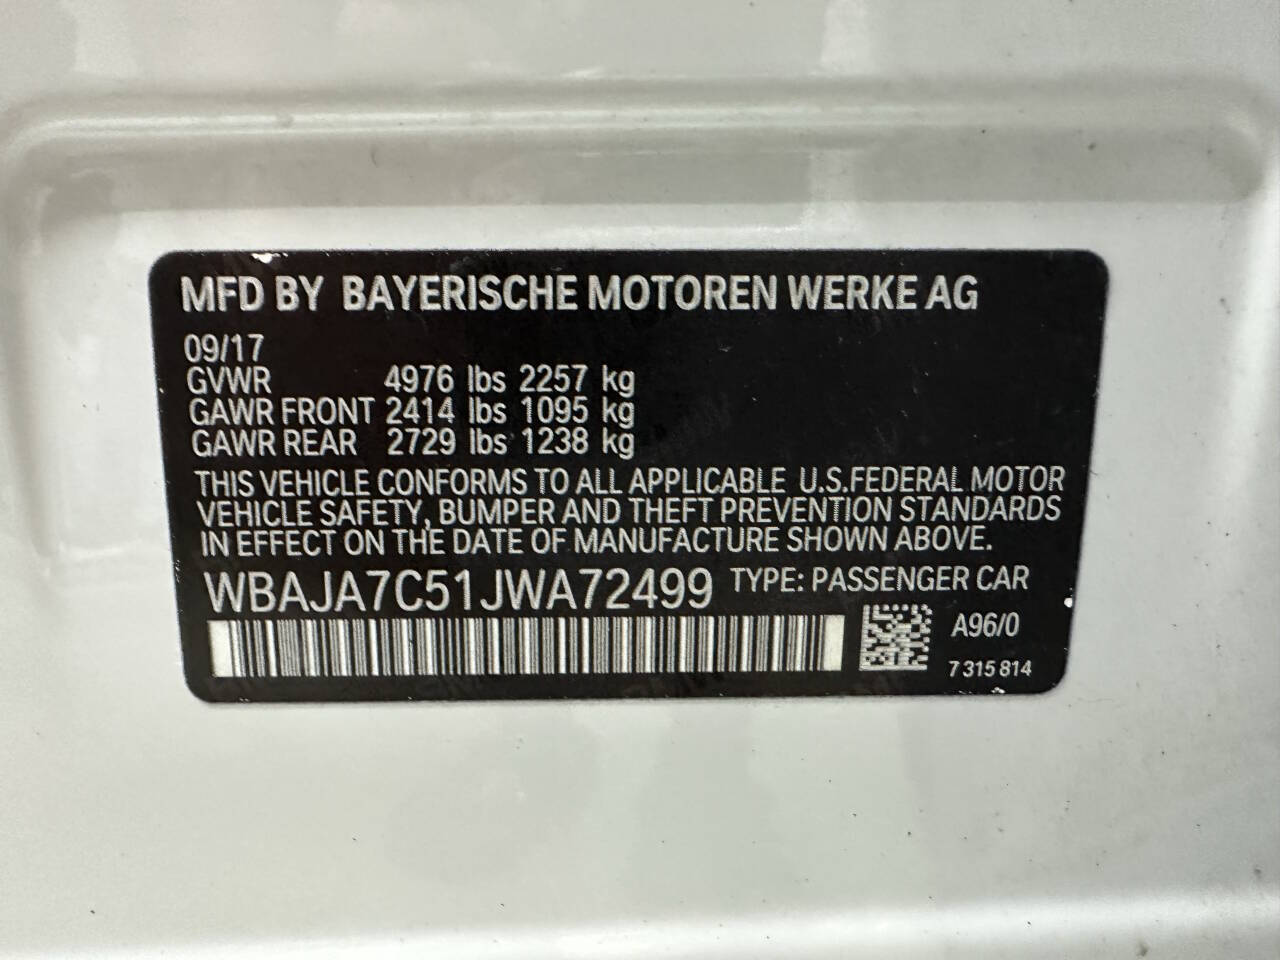 MFD BY BAYERISCHE MOTOREN WERKE AG
09/17
GVWR 4976 lbs 2257 kg
GAWR FRONT 2414 lbs 1095 kg
GAWR REAR 2729 lbs 1238 kg
THIS VEHICLE CONFORMS TO ALL APPLICABLE U.S.FEDERAL MOTOR
VEHICLE SAFETY, BUMPER AND THEFT PREVENTION STANDARDS
IN EFFECT ON THE DATE OF MANUFACTURE SHOWN ABOVE.
WBAJA7C51JWA72499 TYPE: PASSENGER CAR
A96/0
7 315 814